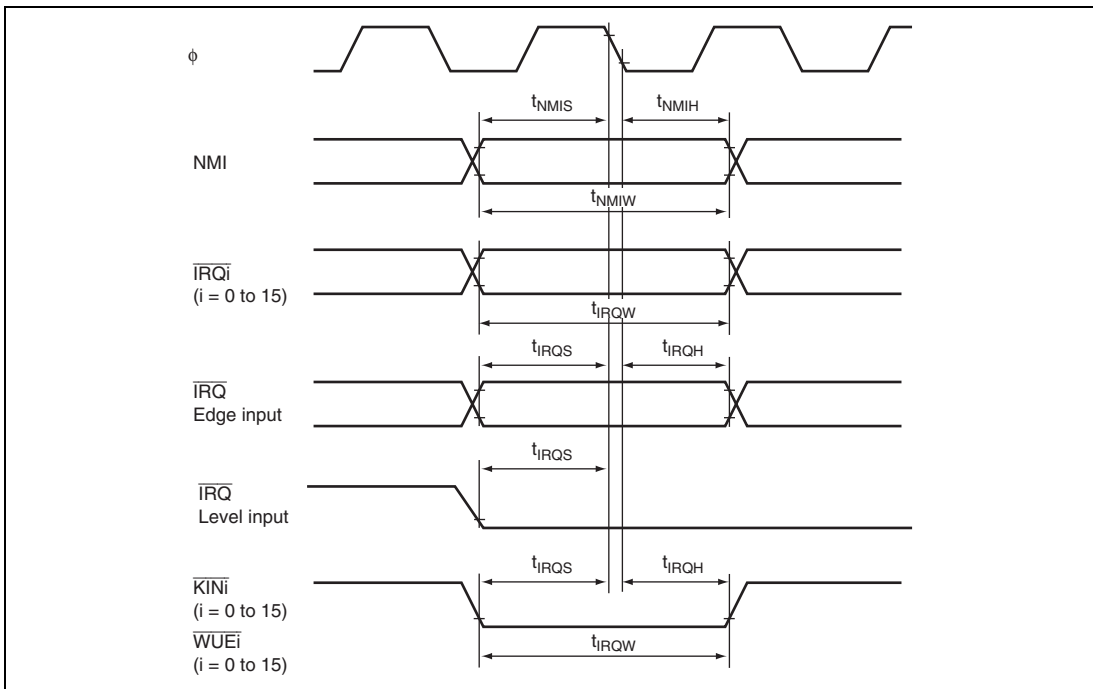 ϕ
tNMIS
tNMIH
NMI
tNMIW
IRQi
(i = 0 to 15)
tIRQW
tIRQS
tIRQH
IRQ
Edge input
tIRQS
IRQ
Level input
tIRQS
tIRQH
KINi
(i = 0 to 15)
WUEi
(i = 0 to 15)
tIRQW